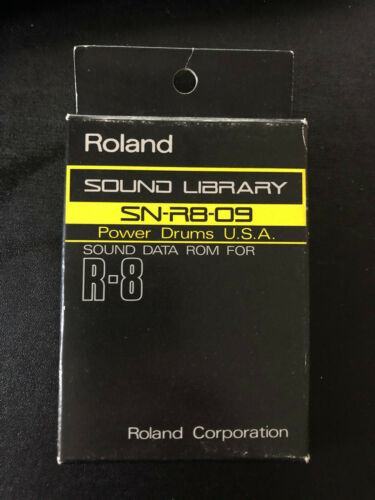 Roland
SOUND LIBRARY
SN-R8-09
Power Drums U.S.A.
SOUND DATA ROM FOR
R-8
Roland Corporation